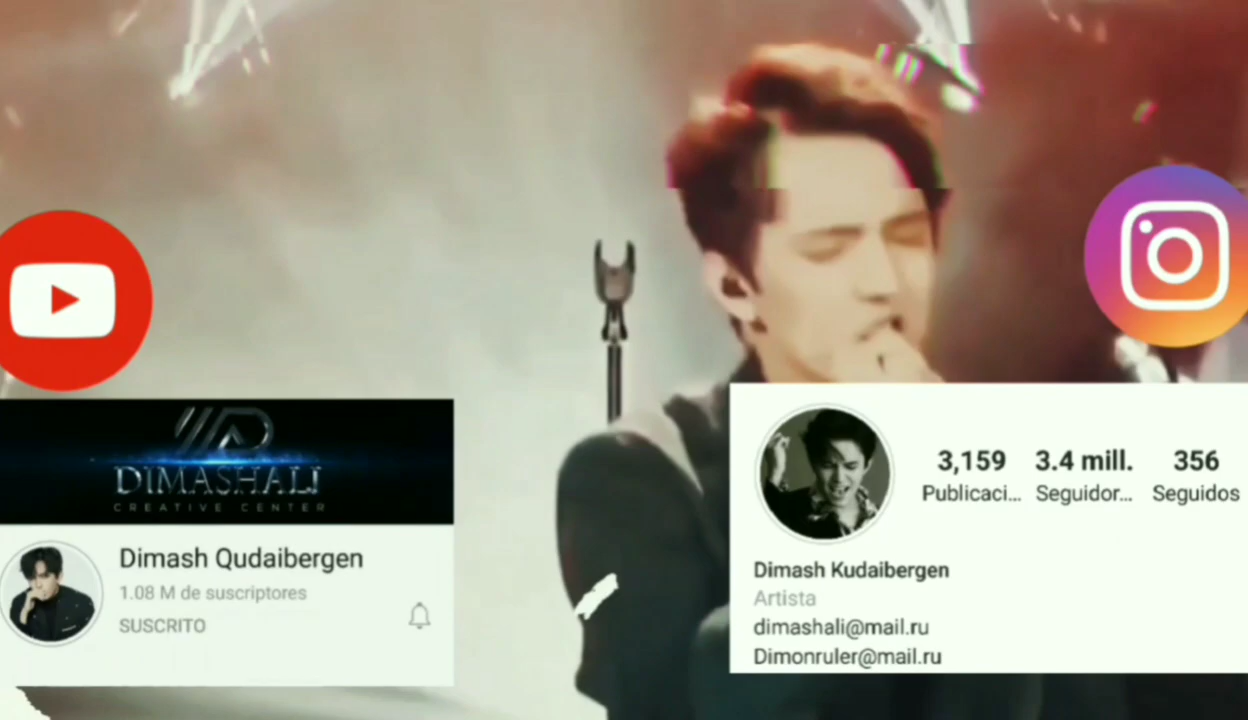 DIMASHALI
CREATIVE CENTER
Dimash Qudaibergen
1.08 M de suscriptores
SUSCRITO
3,159 3.4 mill. 356
Publicaci... Seguidor... Seguidos
Dimash Kudaibergen
Artista
dimashali@mail.ru
Dimonruler@mail.ru